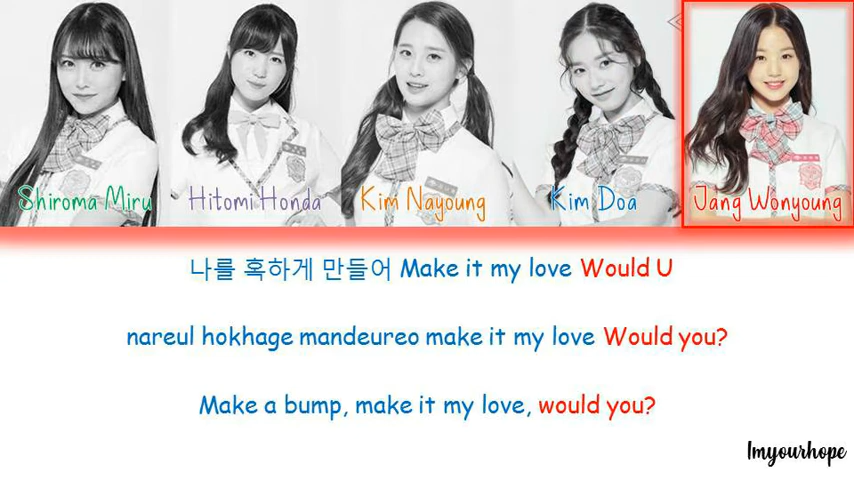 Shiroma Miru
Hitomi Honda
Kim Nayoung
Kim Doa
Jang Wonyoung
나를 혹하게 만들어 Make it my love Would U
nareul hokhage mandeureo make it my love Would you?
Make a bump, make it my love, would you?
Imyourhope